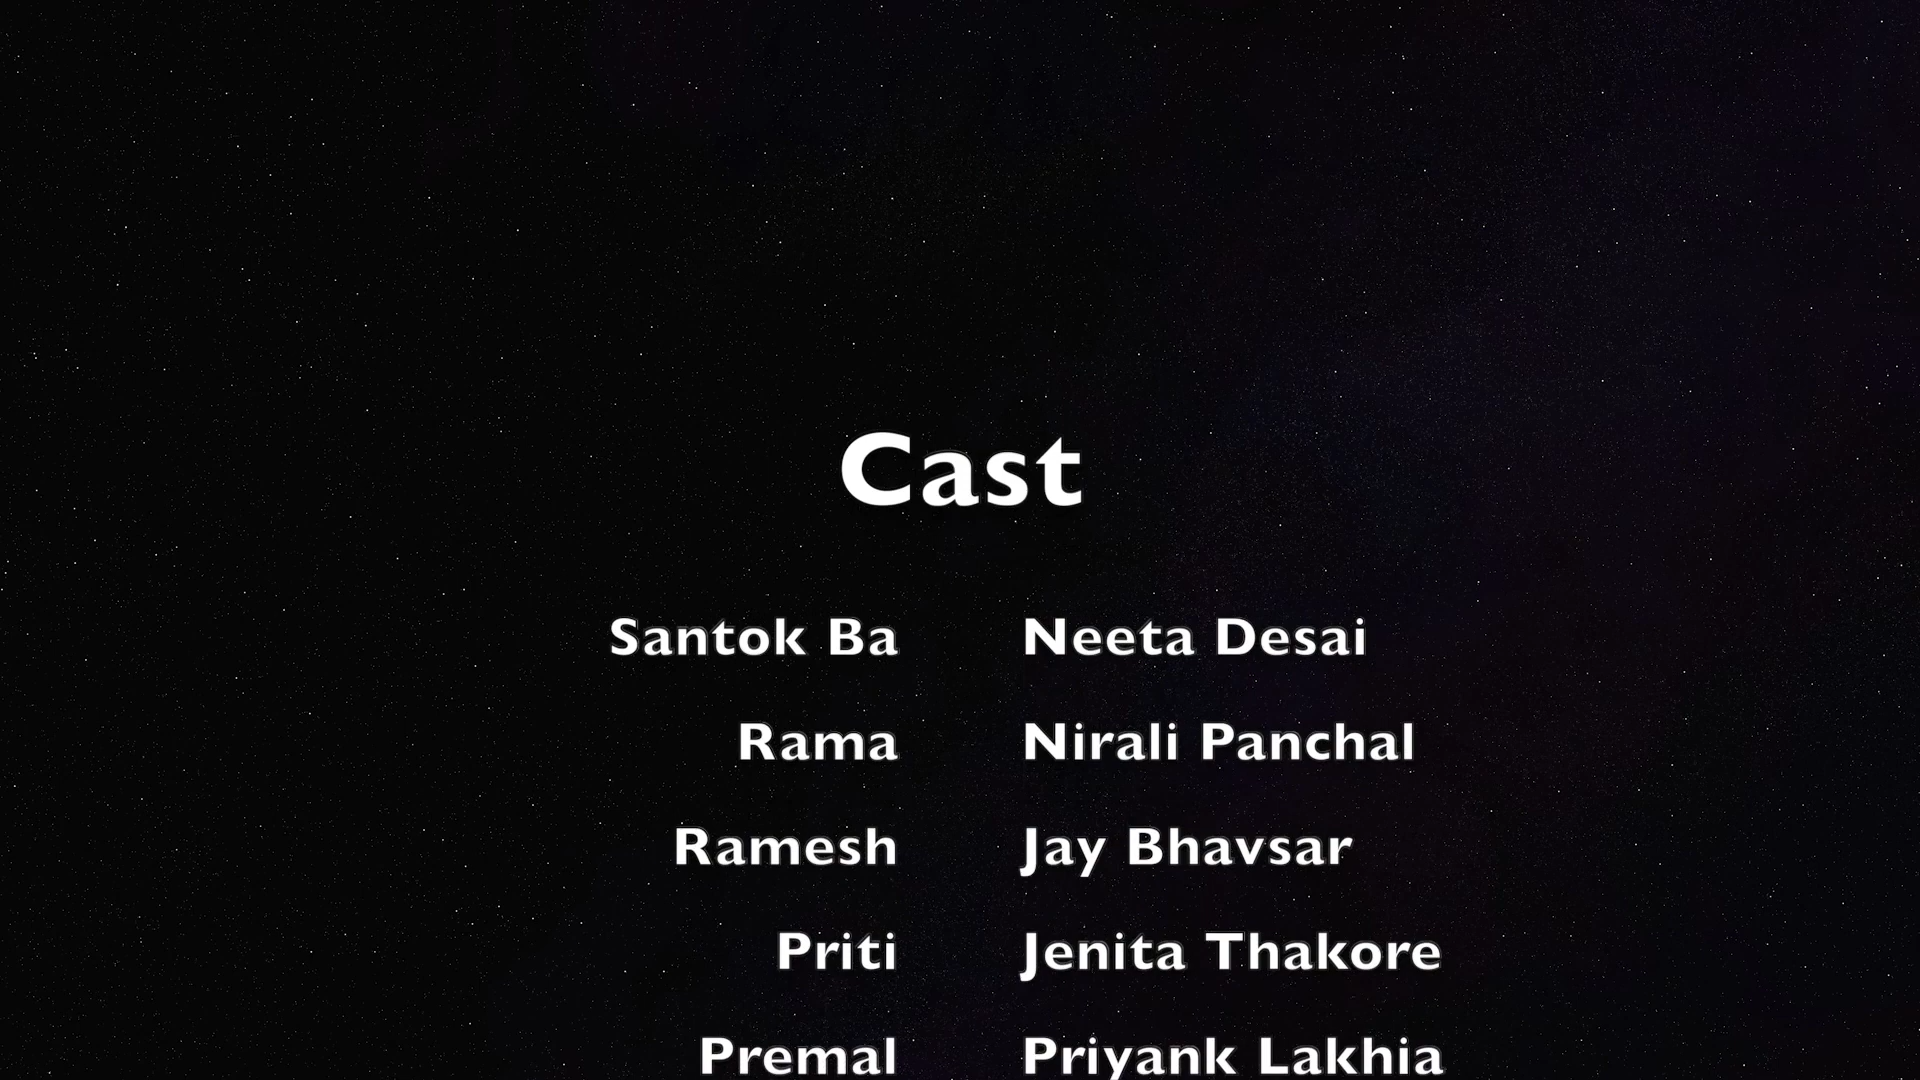 Cast
Santok Ba Neeta Desai
Rama Nirali Panchal
Ramesh Jay Bhavsar
Priti Jenita Thakore
Premal Priyank Lakhia